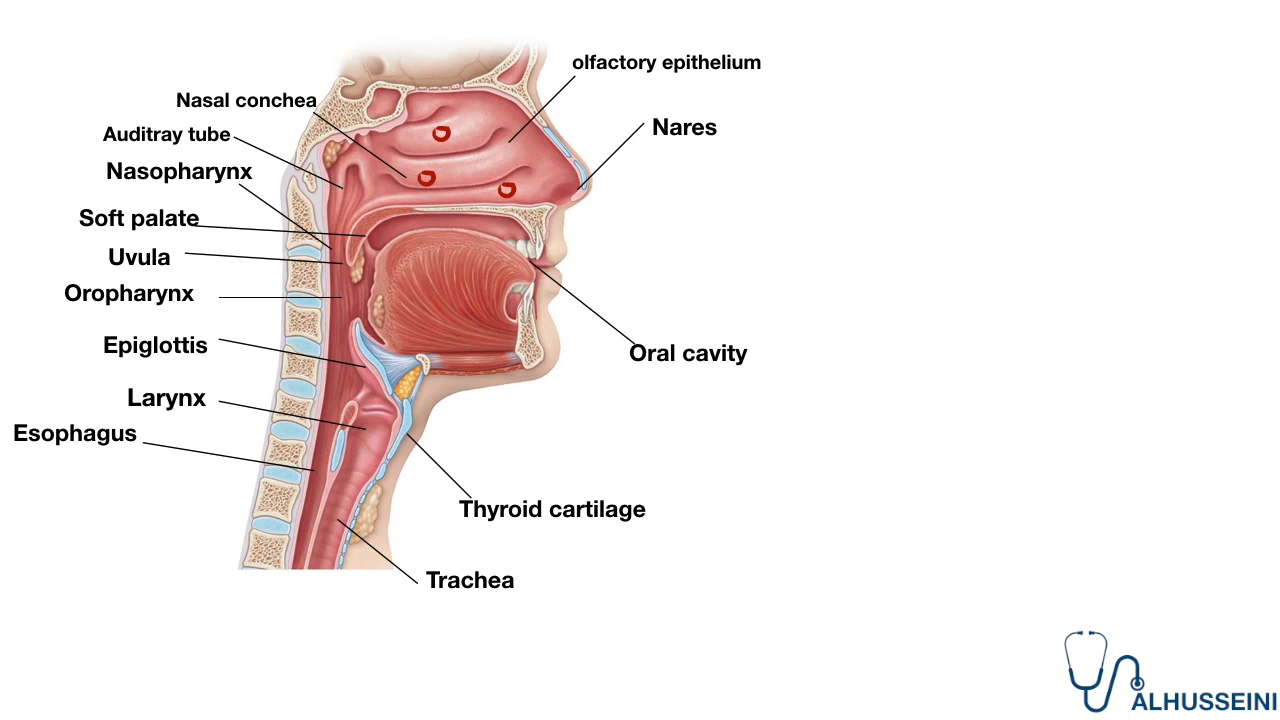 olfactory epithelium
Nasal conchea
Nares
Auditray tube
Nasopharynx
Soft palate
Uvula
Oropharynx
Epiglottis
Oral cavity
Larynx
Esophagus
Thyroid cartilage
Trachea
ALHUSSEINI